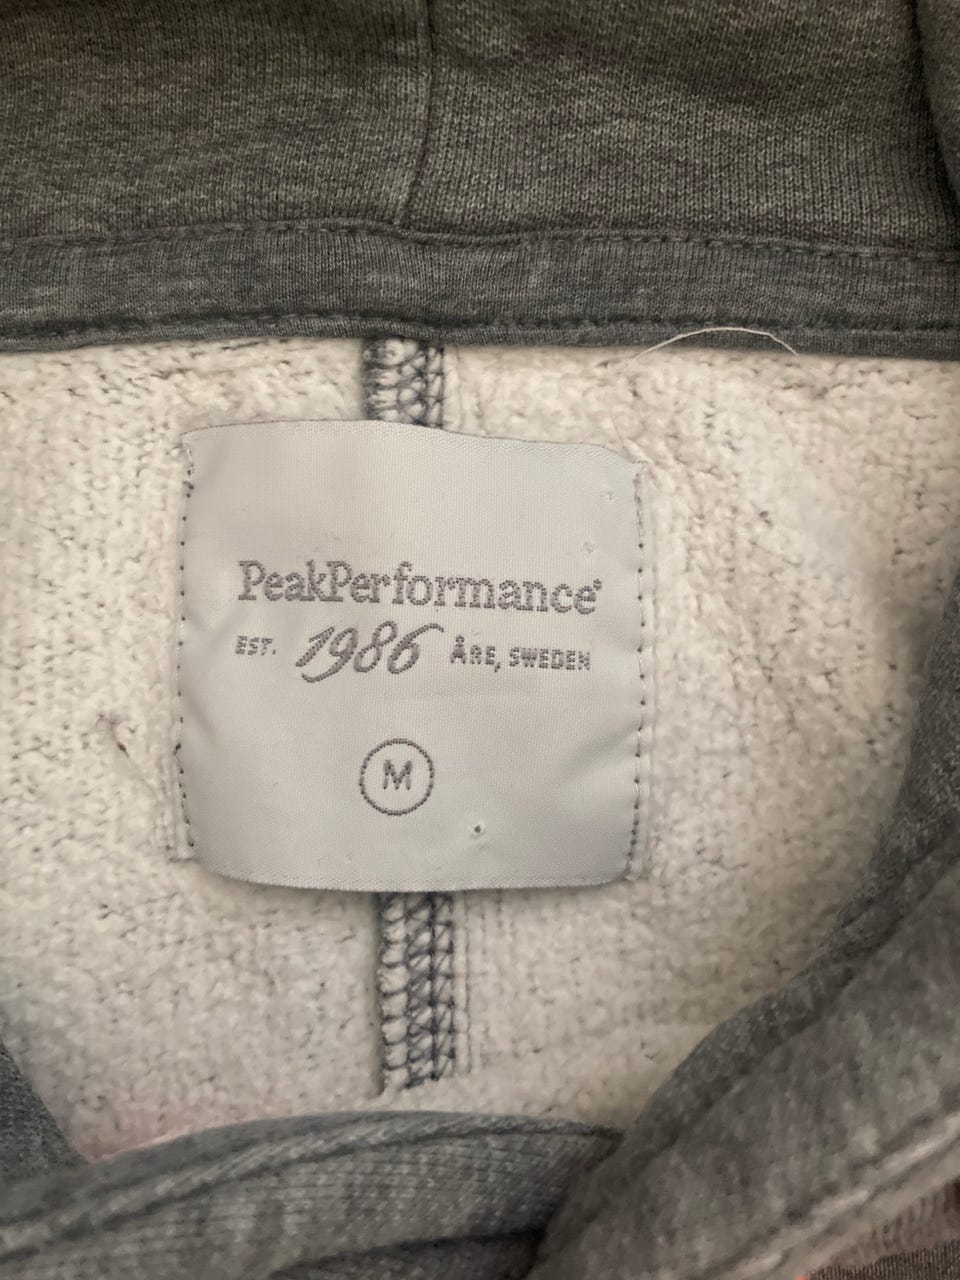 PeakPerformance
EST. 1986 ÅRE, SWEDEN
M